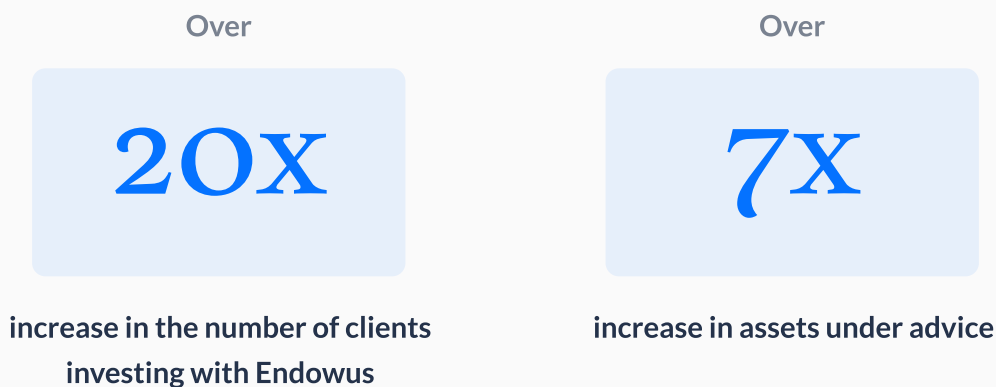 Over
20x
increase in the number of clients
investing with Endowus
Over
7x
increase in assets under advice